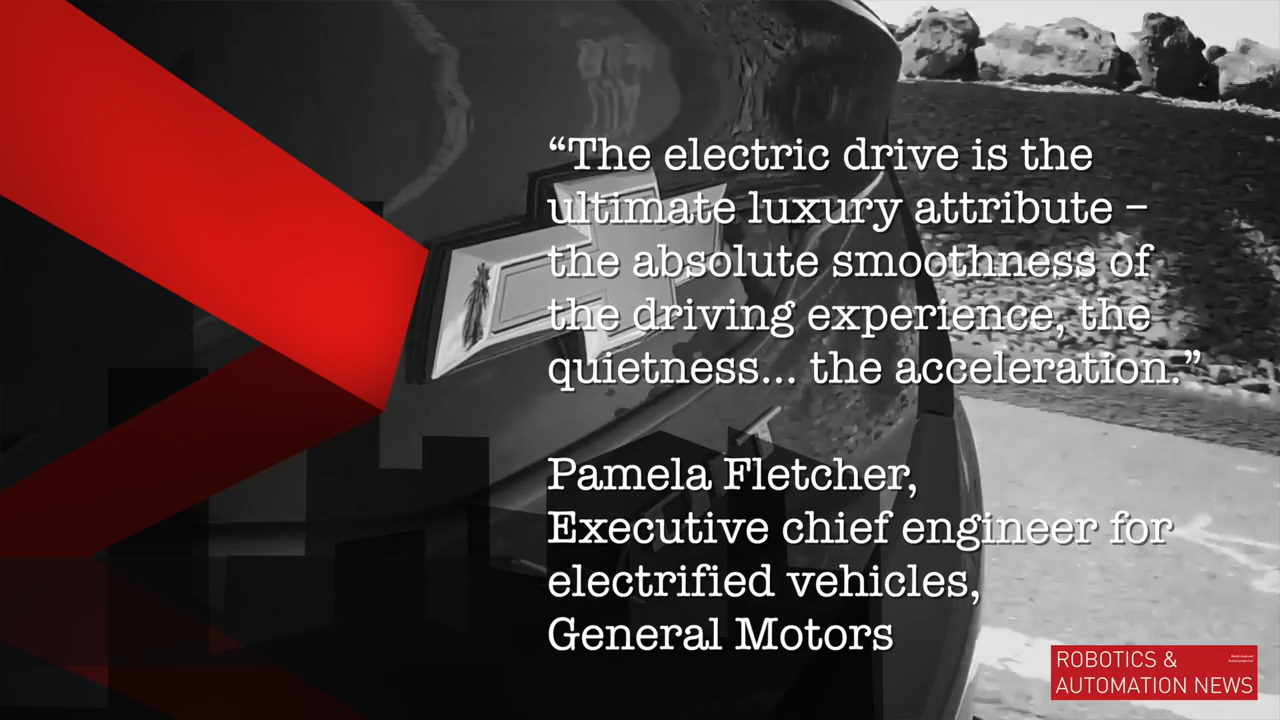 “The electric drive is the
ultimate luxury attribute –
the absolute smoothness of
the driving experience, the
quietness... the acceleration.”
Pamela Fletcher,
Executive chief engineer for
electrified vehicles,
General Motors
ROBOTICS &
AUTOMATION NEWS